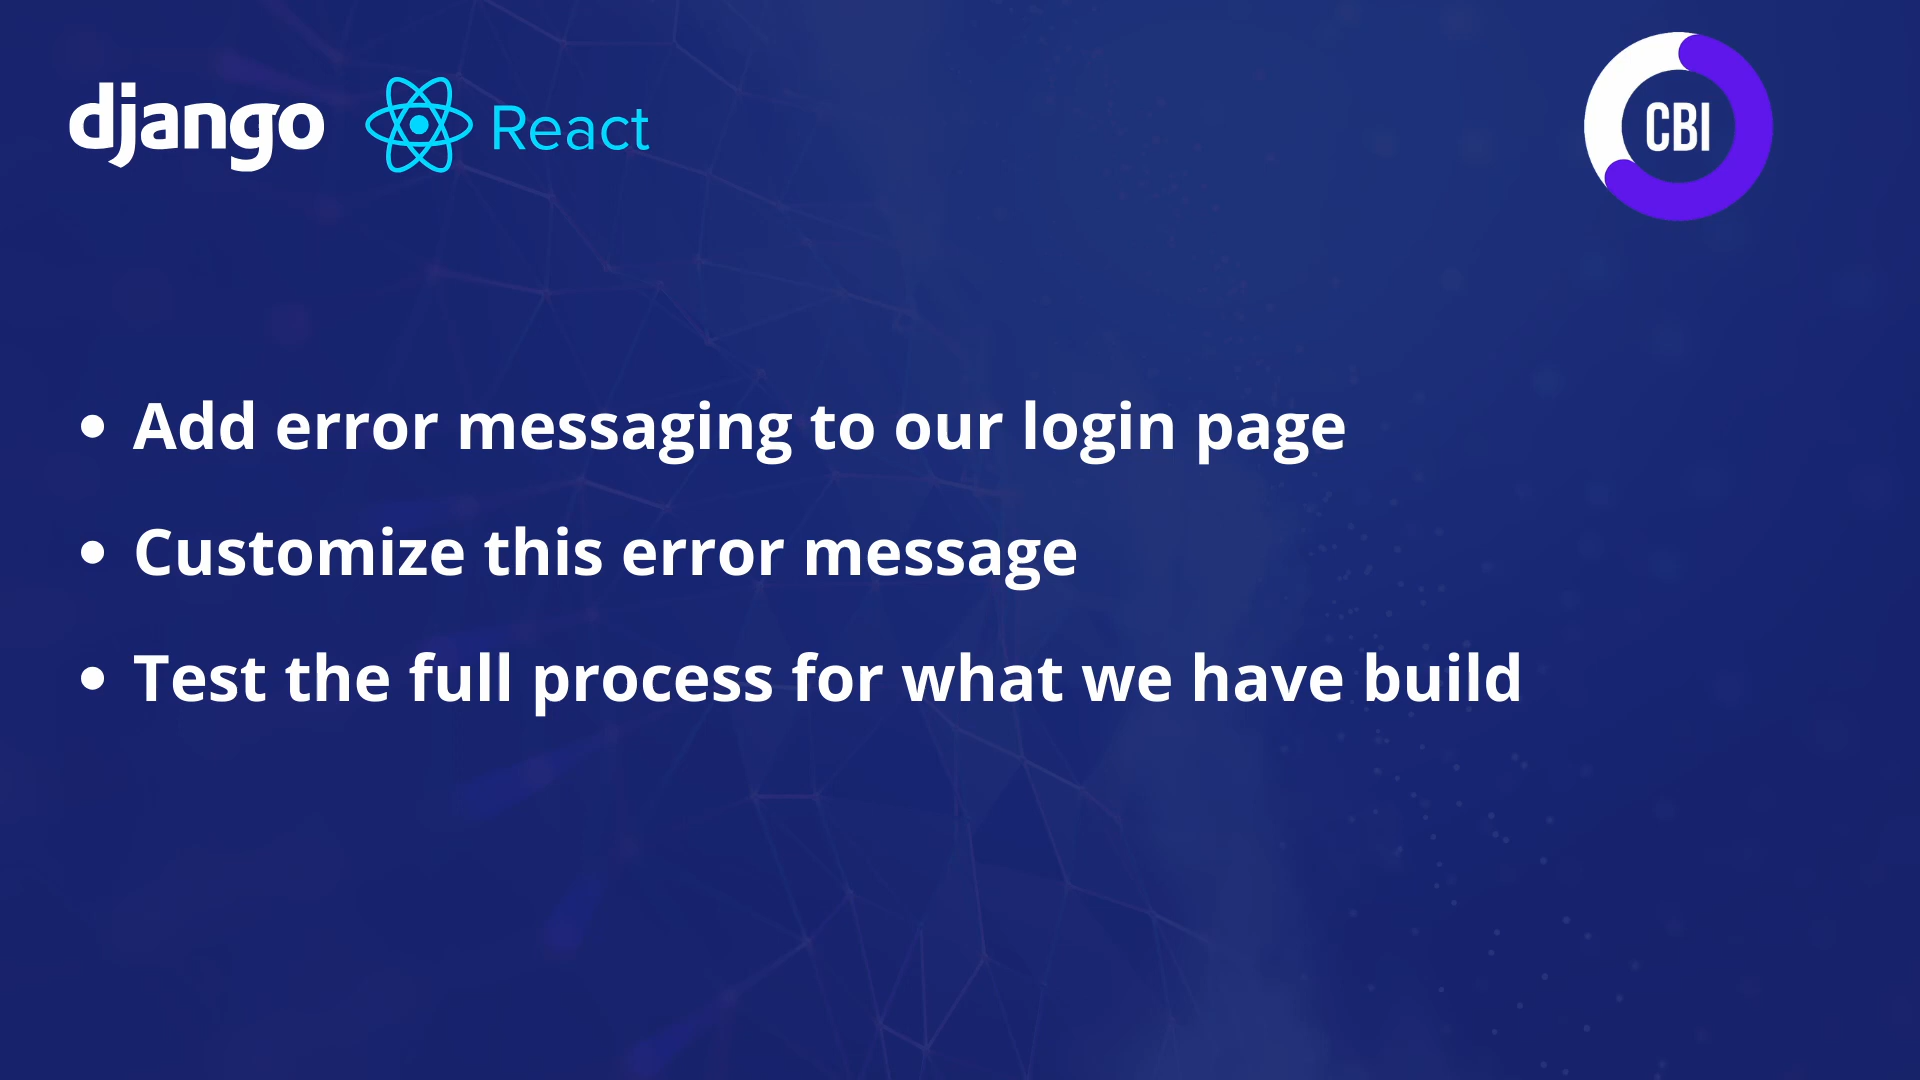 django React CBI
• Add error messaging to our login page
• Customize this error message
• Test the full process for what we have build